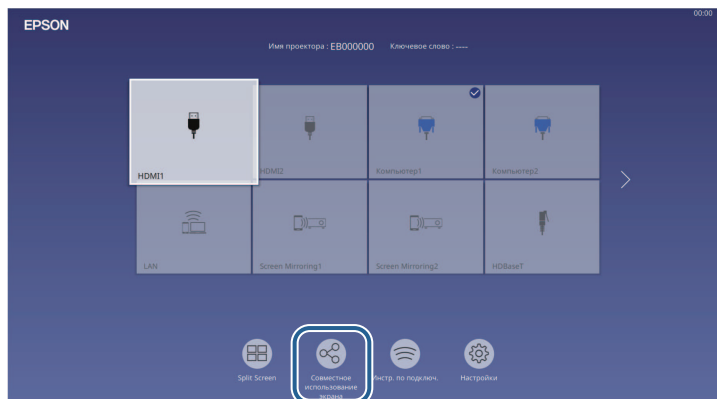 00:00
EPSON
Имя проектора : EB000000 Ключевое слово : ----
HDMI1
HDMI2
Компьютер1
Компьютер2
LAN
Screen Mirroring1
Screen Mirroring2
HDBaseT
Split Screen
Совместное
использование
экрана
Инстр. по подключ.
Настройки